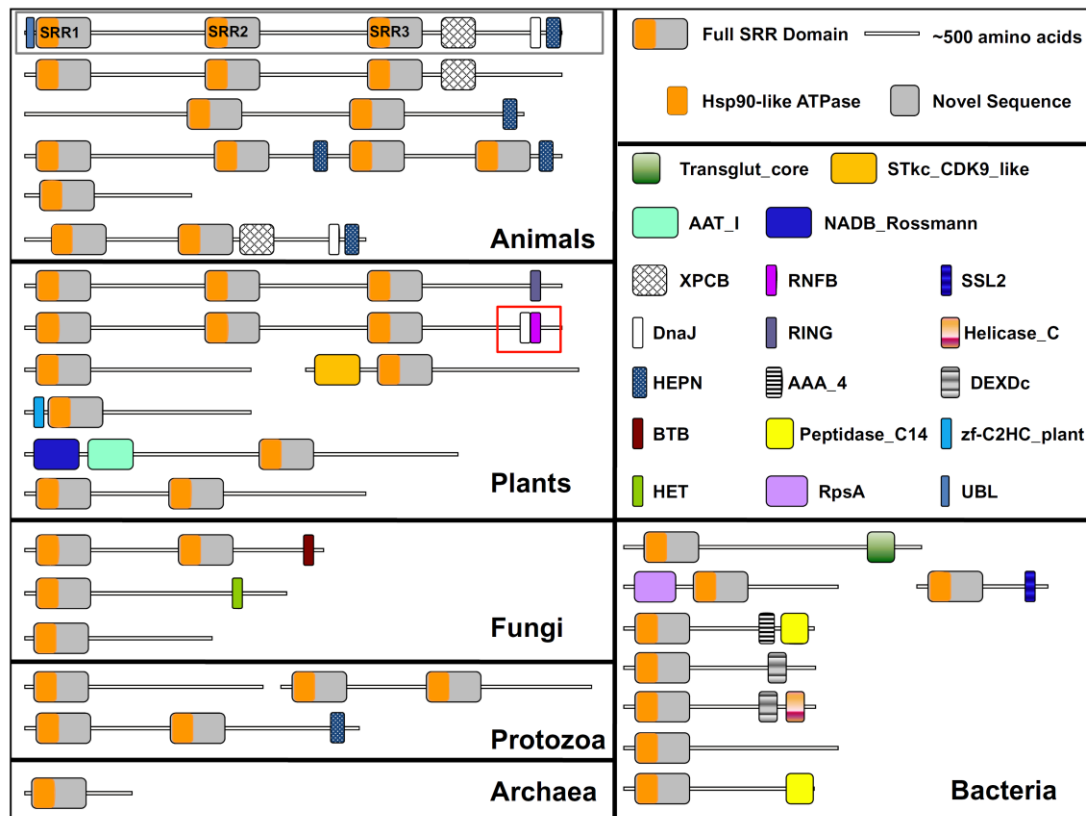 SRR1 SRR2 SRR3
Animals
Plants
Fungi
Protozoa
Archaea
Full SRR Domain ~500 amino acids
Hsp90-like ATPase Novel Sequence
Transglut_core STkc_CDK9_like
AAT_I NADB_Rossmann
XPCB RNFB SSL2
DnaJ RING Helicase_C
HEPN AAA_4 DEXDc
BTB Peptidase_C14 zf-C2HC_plant
HET RpsA UBL
Bacteria